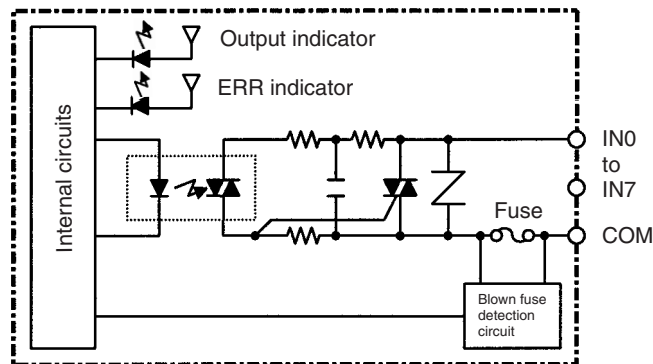 Output indicator
ERR indicator
Internal circuits
IN0
to
IN7
Fuse
COM
Blown fuse
detection
circuit